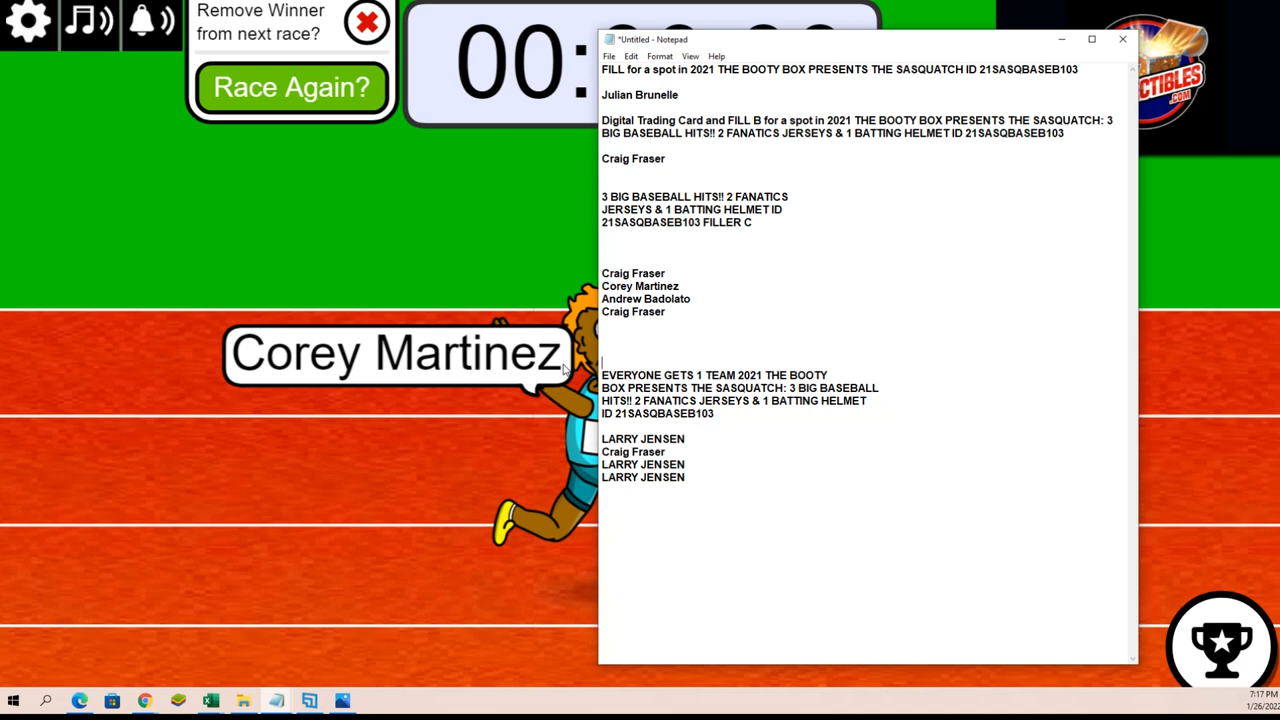 Remove Winner
from next race?
Race Again?
00:
*Untitled - Notepad
File Edit Format View Help
FILL for a spot in 2021 THE BOOTY BOX PRESENTS THE SASQUATCH ID 21SASQBASEB103
Julian Brunelle
Digital Trading Card and FILL B for a spot in 2021 THE BOOTY BOX PRESENTS THE SASQUATCH: 3
BIG BASEBALL HITS!! 2 FANATICS JERSEYS & 1 BATTING HELMET ID 21SASQBASEB103
Craig Fraser
3 BIG BASEBALL HITS!! 2 FANATICS
JERSEYS & 1 BATTING HELMET ID
21SASQBASEB103 FILLER C
Craig Fraser
Corey Martinez
Andrew Badolato
Craig Fraser
Corey Martinez
EVERYONE GETS 1 TEAM 2021 THE BOOTY
BOX PRESENTS THE SASQUATCH: 3 BIG BASEBALL
HITS!! 2 FANATICS JERSEYS & 1 BATTING HELMET
ID 21SASQBASEB103
LARRY JENSEN
Craig Fraser
LARRY JENSEN
LARRY JENSEN
7:17 PM